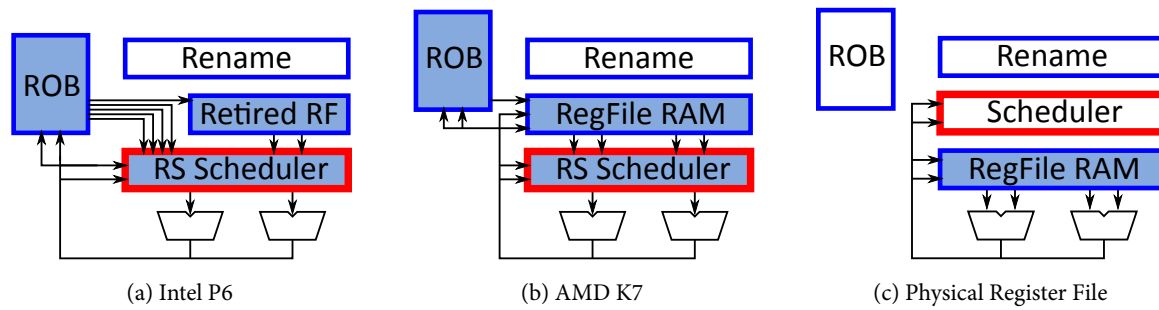 ROB
Rename
Retired RF
RS Scheduler
(a) Intel P6
ROB
Rename
RegFile RAM
RS Scheduler
(b) AMD K7
ROB
Rename
Scheduler
RegFile RAM
(c) Physical Register File